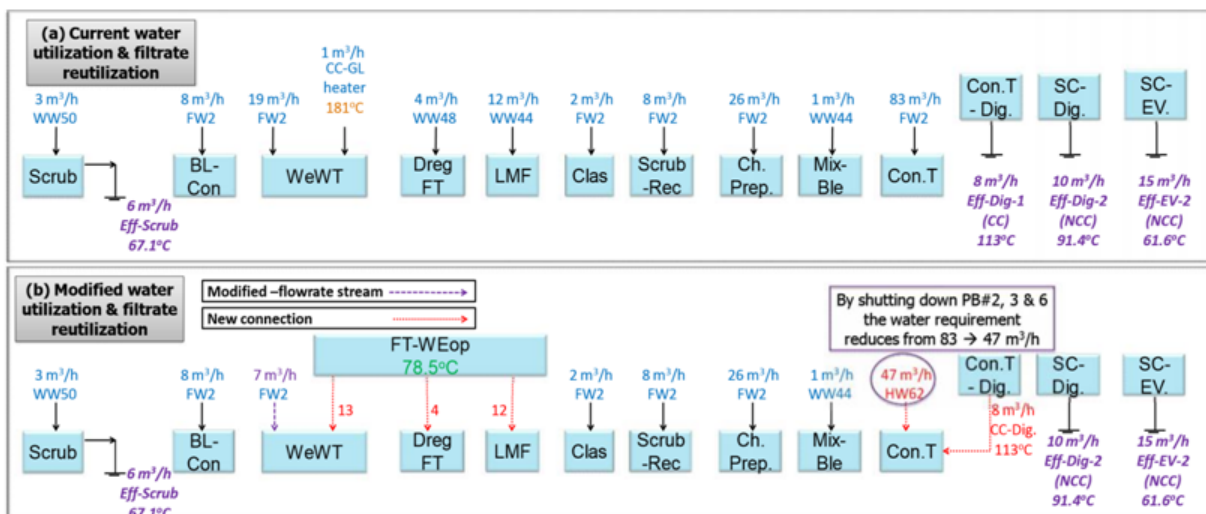 (a) Current water
utilization & filtrate
reutilization
3 m³/h
WW50
8 m³/h
FW2
19 m³/h
FW2
1 m³/h
CC-GL
heater
181°C
4 m³/h
WW48
12 m³/h
WW44
2 m³/h
FW2
8 m³/h
FW2
26 m³/h
FW2
1 m³/h
WW44
83 m³/h
FW2
Con.T
- Dig.
SC-
Dig.
SC-
EV.
Scrub
BL-
Con
WeWT
Dreg
FT
LMF
Clas
Scrub
-Rec
Ch.
Prep.
Mix-
Ble
Con.T
6 m³/h
Eff-Scrub
67.1°C
8 m³/h
Eff-Dig-1
(CC)
113°C
10 m³/h
Eff-Dig-2
(NCC)
91.4°C
15 m³/h
Eff-EV-2
(NCC)
61.6°C
(b) Modified water
utilization & filtrate
reutilization
Modified –flowrate stream
New connection
By shutting down PB#2, 3 & 6
the water requirement
reduces from 83 → 47 m³/h
FT-WEop
78.5°C
3 m³/h
WW50
8 m³/h
FW2
7 m³/h
FW2
13
4
12
2 m³/h
FW2
8 m³/h
FW2
26 m³/h
FW2
1 m³/h
WW44
47 m³/h
HW62
Con.T
- Dig.
SC-
Dig.
SC-
EV.
Scrub
BL-
Con
WeWT
Dreg
FT
LMF
Clas
Scrub
-Rec
Ch.
Prep.
Mix-
Ble
Con.T
8 m³/h
CC-Dig.
113°C
6 m³/h
Eff-Scrub
67.1°C
10 m³/h
Eff-Dig-2
(NCC)
91.4°C
15 m³/h
Eff-EV-2
(NCC)
61.6°C